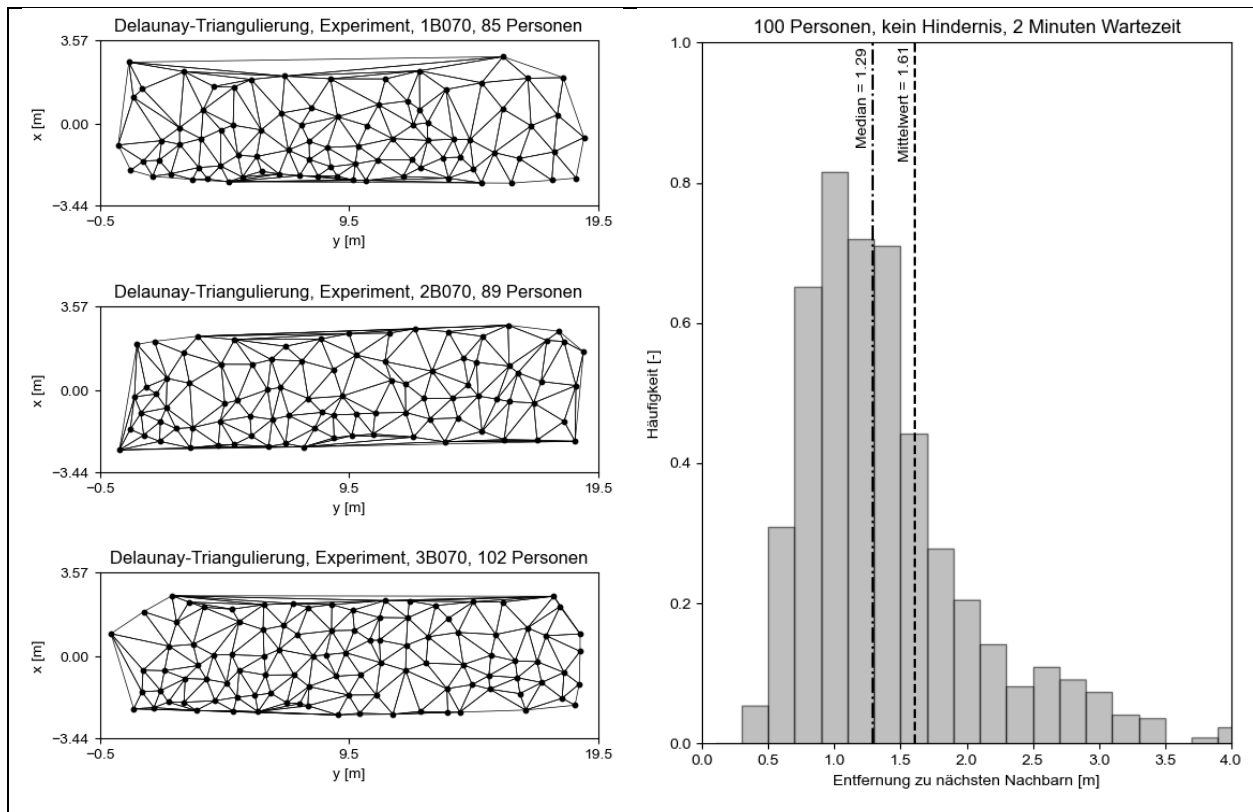 Delaunay-Triangulierung, Experiment, 1B070, 85 Personen
3.57
x [m]
0.00
−3.44
−0.5
9.5
19.5
y [m]
Delaunay-Triangulierung, Experiment, 2B070, 89 Personen
3.57
x [m]
0.00
−3.44
−0.5
9.5
19.5
y [m]
Delaunay-Triangulierung, Experiment, 3B070, 102 Personen
3.57
x [m]
0.00
−3.44
−0.5
9.5
19.5
y [m]
100 Personen, kein Hindernis, 2 Minuten Wartezeit
1.0
0.8
0.6
0.4
0.2
0.0
Häufigkeit [-]
Median = 1.29
Mittelwert = 1.61
0.0
0.5
1.0
1.5
2.0
2.5
3.0
3.5
4.0
Entfernung zu nächsten Nachbarn [m]